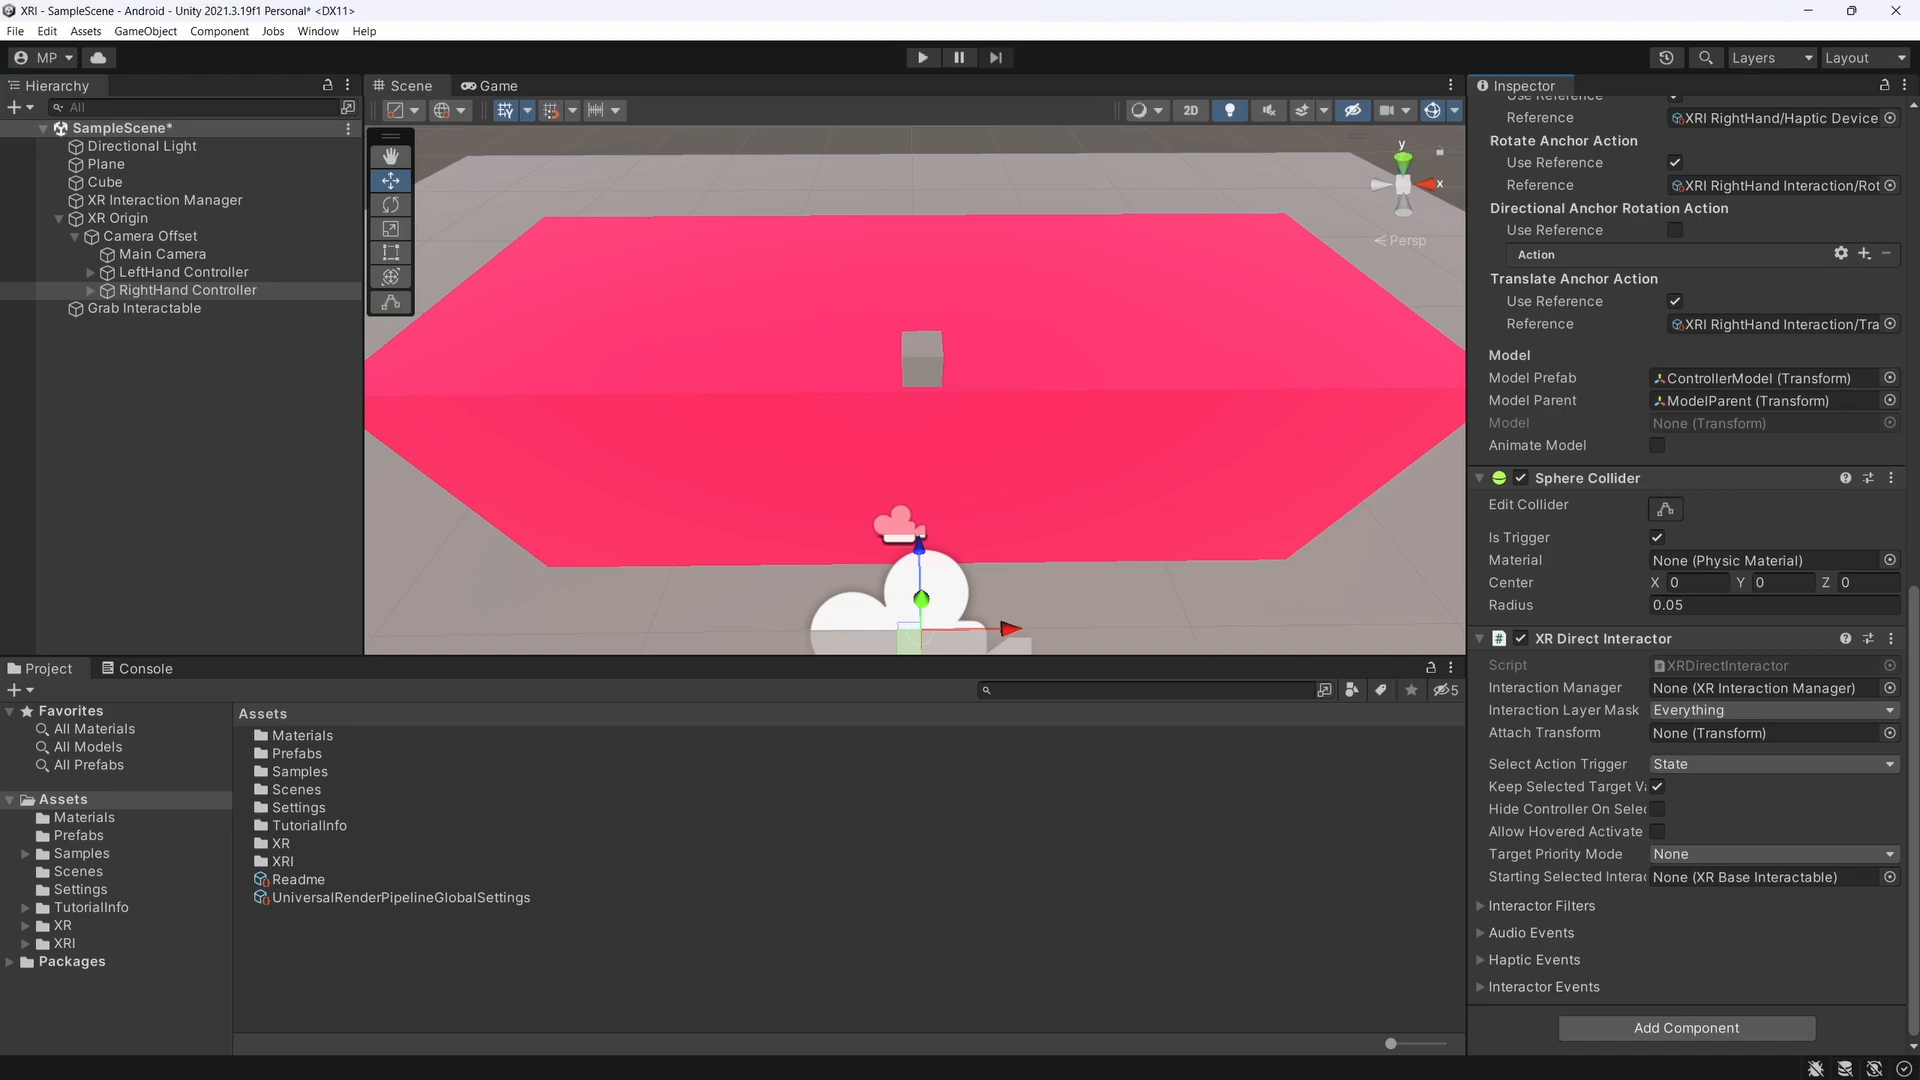 XRI - SampleScene - Android - Unity 2021.3.19f1 Personal* <DX11>
File Edit Assets GameObject Component Jobs Window Help
MP
Layers
Layout
Hierarchy
All
SampleScene*
Directional Light
Plane
Cube
XR Interaction Manager
XR Origin
Camera Offset
Main Camera
LeftHand Controller
RightHand Controller
Grab Interactable
Scene
Game
2D
y
x
Persp
Inspector
Use Reference
Reference XRI RightHand/Haptic Device
Rotate Anchor Action
Use Reference
Reference XRI RightHand Interaction/Rot
Directional Anchor Rotation Action
Use Reference
Action
Translate Anchor Action
Use Reference
Reference XRI RightHand Interaction/Tra
Model
Model Prefab ControllerModel (Transform)
Model Parent ModelParent (Transform)
Model None (Transform)
Animate Model
Sphere Collider
Edit Collider
Is Trigger
Material None (Physic Material)
Center X 0 Y 0 Z 0
Radius 0.05
# XR Direct Interactor
Script XRDirectInteractor
Interaction Manager None (XR Interaction Manager)
Interaction Layer Mask Everything
Attach Transform None (Transform)
Select Action Trigger State
Keep Selected Target Va
Hide Controller On Selec
Allow Hovered Activate
Target Priority Mode None
Starting Selected Interac None (XR Base Interactable)
Interactor Filters
Audio Events
Haptic Events
Interactor Events
Add Component
Project
Console
5
Favorites
All Materials
All Models
All Prefabs
Assets
Materials
Prefabs
Samples
Scenes
Settings
TutorialInfo
XR
XRI
Packages
Assets
Materials
Prefabs
Samples
Scenes
Settings
TutorialInfo
XR
XRI
Readme
UniversalRenderPipelineGlobalSettings